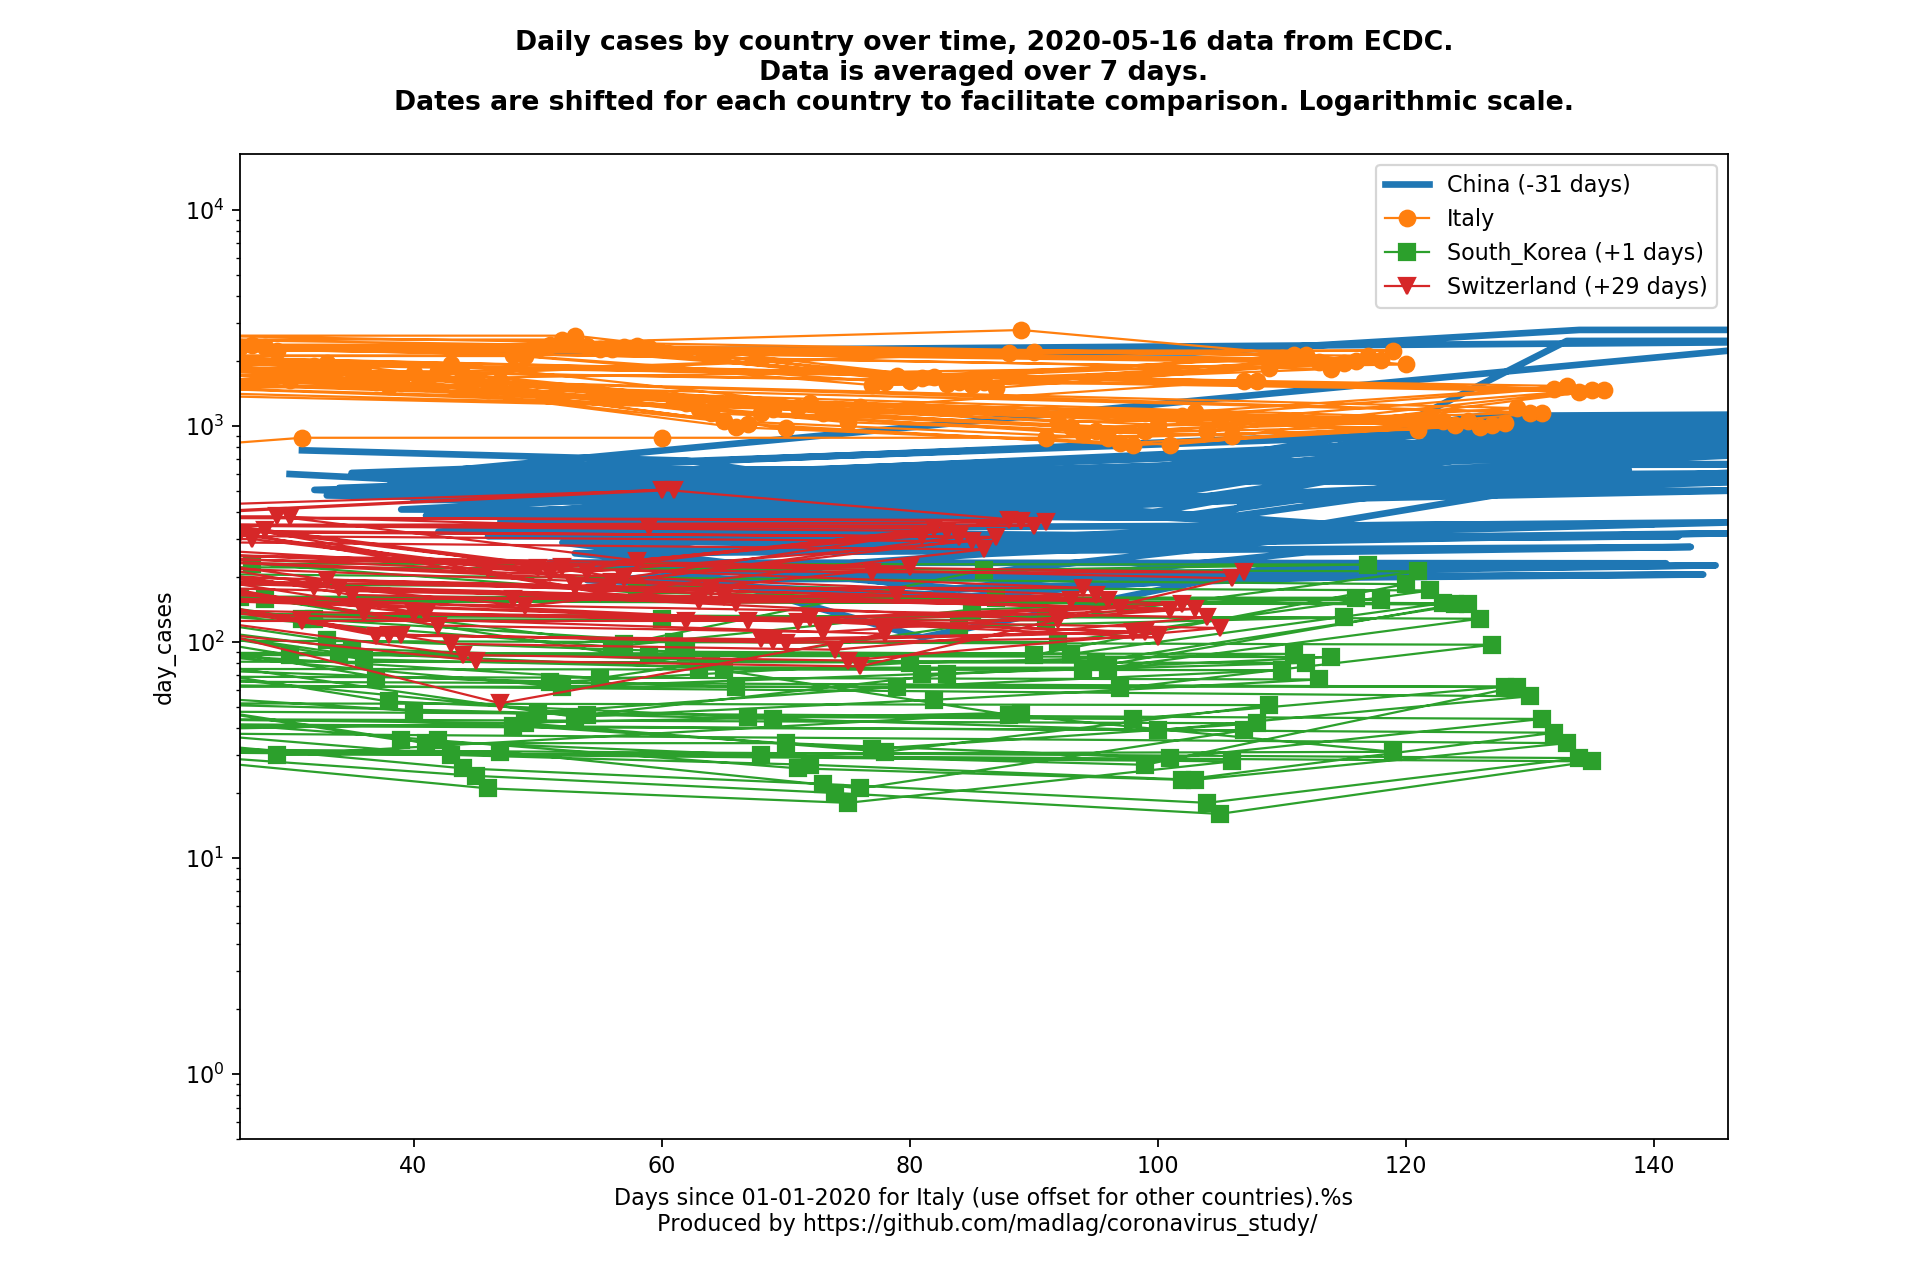 Daily cases by country over time, 2020-05-16 data from ECDC.
Data is averaged over 7 days.
Dates are shifted for each country to facilitate comparison. Logarithmic scale.
China (-31 days)
Italy
South_Korea (+1 days)
Switzerland (+29 days)
day_cases
10⁴
10³
10²
10¹
10⁰
40 60 80 100 120 140
Days since 01-01-2020 for Italy (use offset for other countries).%s
Produced by https://github.com/madlag/coronavirus_study/